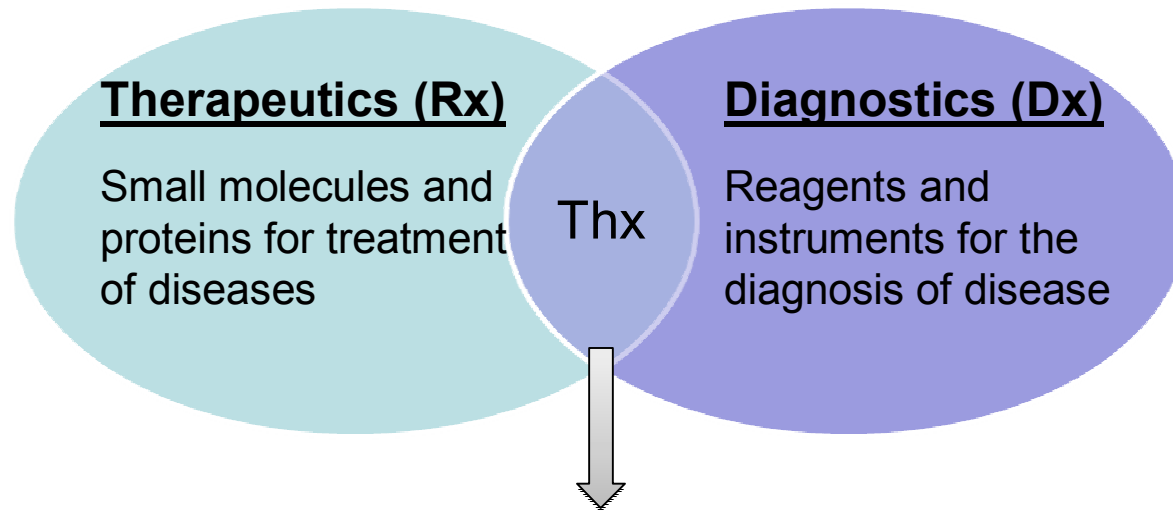 Therapeutics (Rx)
Small molecules and
proteins for treatment
of diseases
Thx
Diagnostics (Dx)
Reagents and
instruments for the
diagnosis of disease